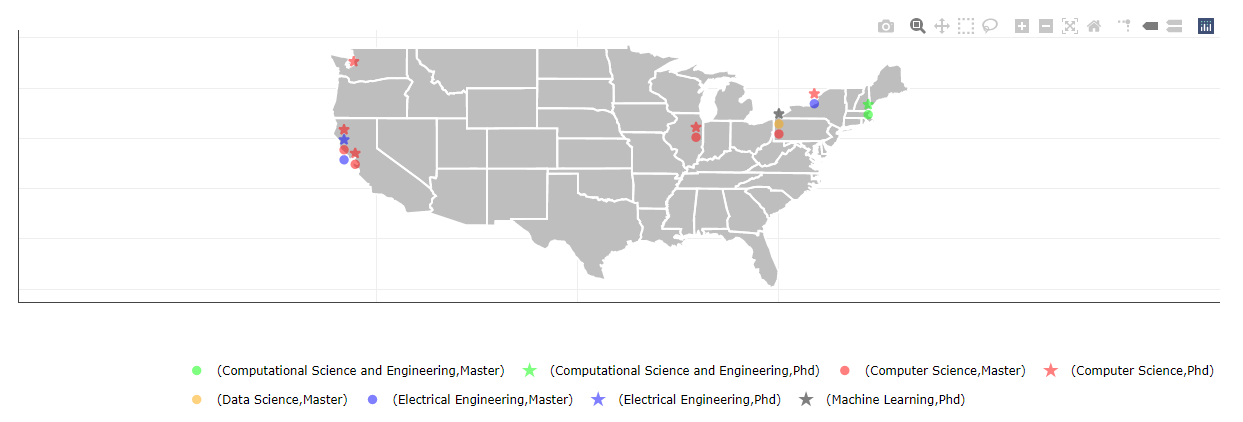 (Computational Science and Engineering,Master) (Computational Science and Engineering,Phd) (Computer Science,Master) (Computer Science,Phd)
(Data Science,Master) (Electrical Engineering,Master) (Electrical Engineering,Phd) (Machine Learning,Phd)